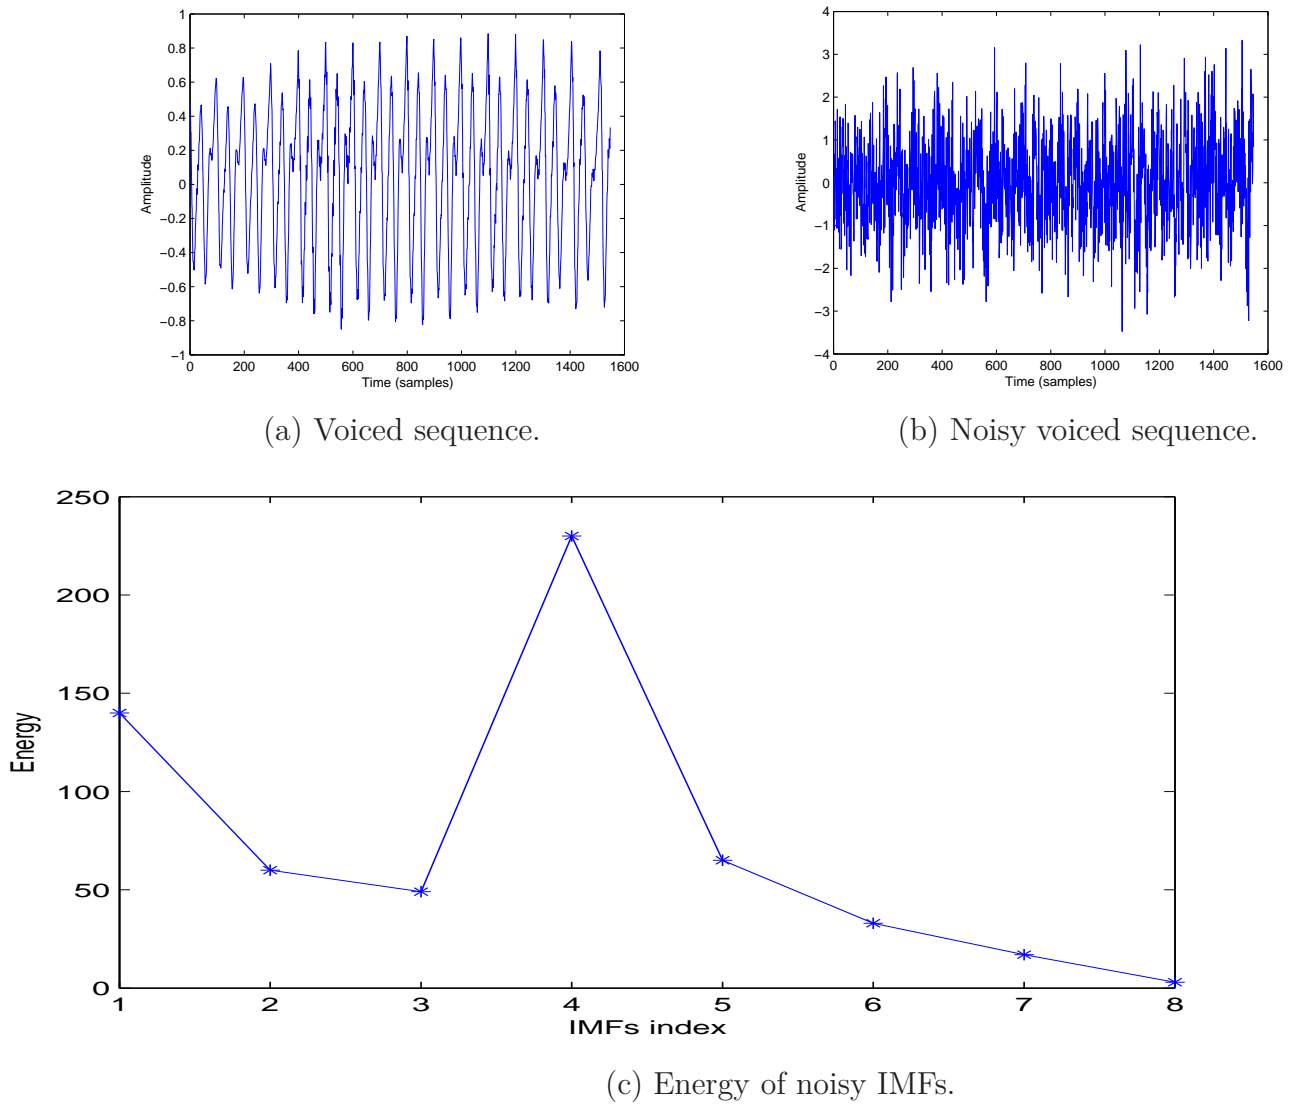 1
0.8
0.6
0.4
0.2
0
−0.2
−0.4
−0.6
−0.8
−1
Amplitude
0 200 400 600 800 1000 1200 1400 1600
Time (samples)
(a) Voiced sequence.
4
3
2
1
0
−1
−2
−3
−4
Amplitude
0 200 400 600 800 1000 1200 1400 1600
Time (samples)
(b) Noisy voiced sequence.
250
200
150
100
50
0
Energy
1 2 3 4 5 6 7 8
IMFs index
(c) Energy of noisy IMFs.